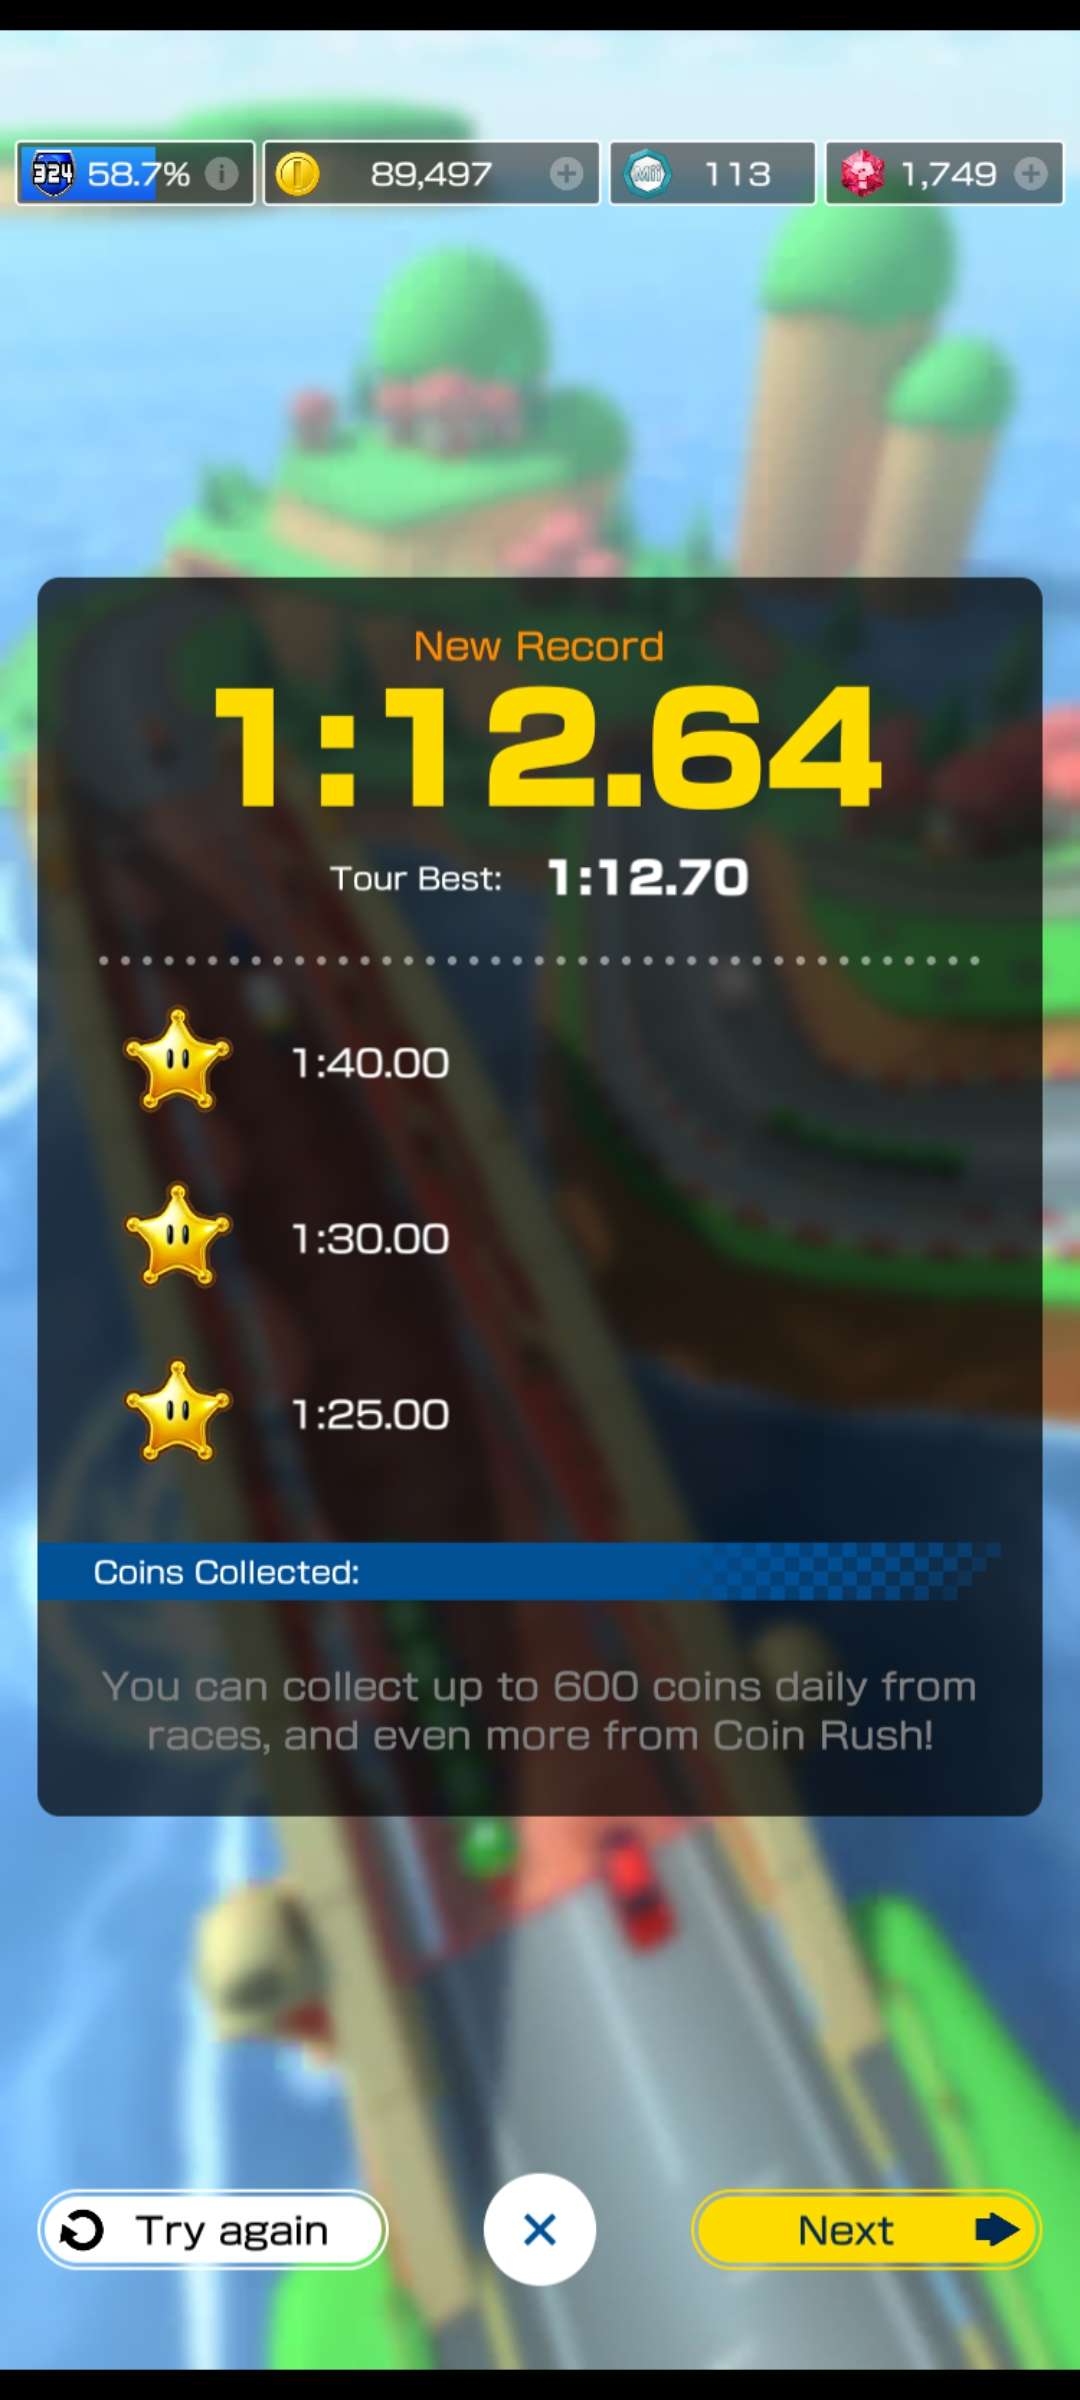 324 58.7% i 89,497 + Mii 113 1,749 +
New Record
1:12.64
Tour Best: 1:12.70
1:40.00
1:30.00
1:25.00
Coins Collected:
You can collect up to 600 coins daily from
races, and even more from Coin Rush!
Try again × Next